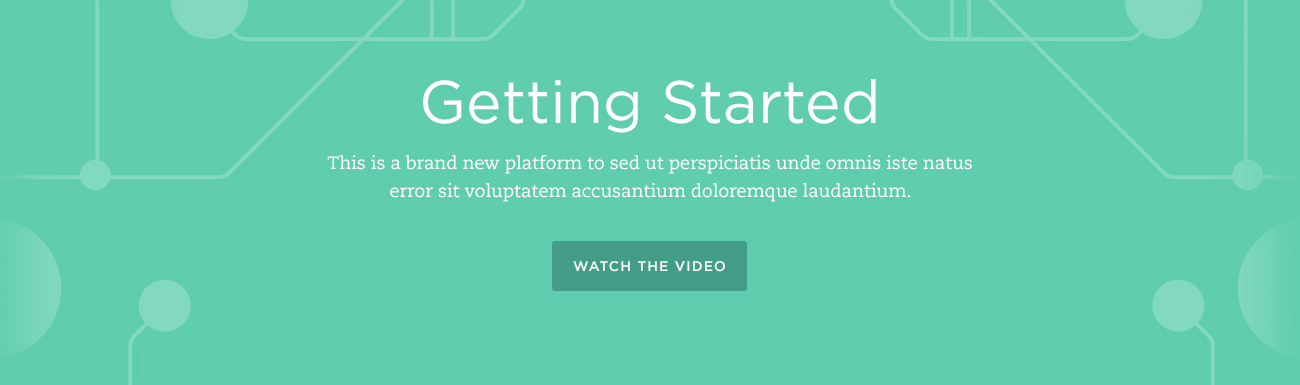 Getting Started
This is a brand new platform to sed ut perspiciatis unde omnis iste natus
error sit voluptatem accusantium doloremque laudantium.
WATCH THE VIDEO